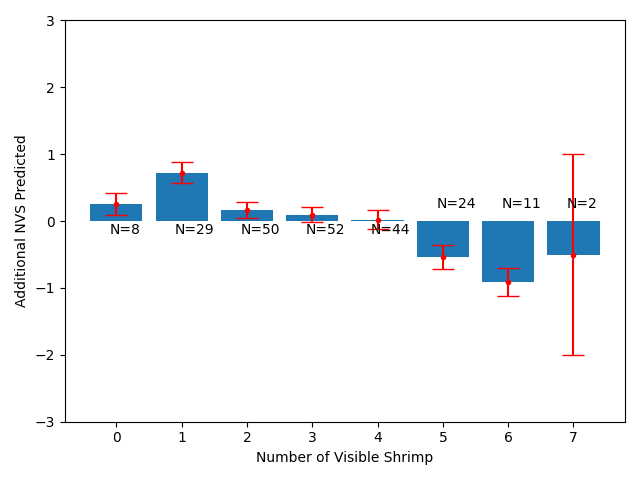 3
2
1
0
−1
−2
−3
Additional NVS Predicted
N=8
N=29
N=50
N=52
N=44
N=24
N=11
N=2
0 1 2 3 4 5 6 7
Number of Visible Shrimp